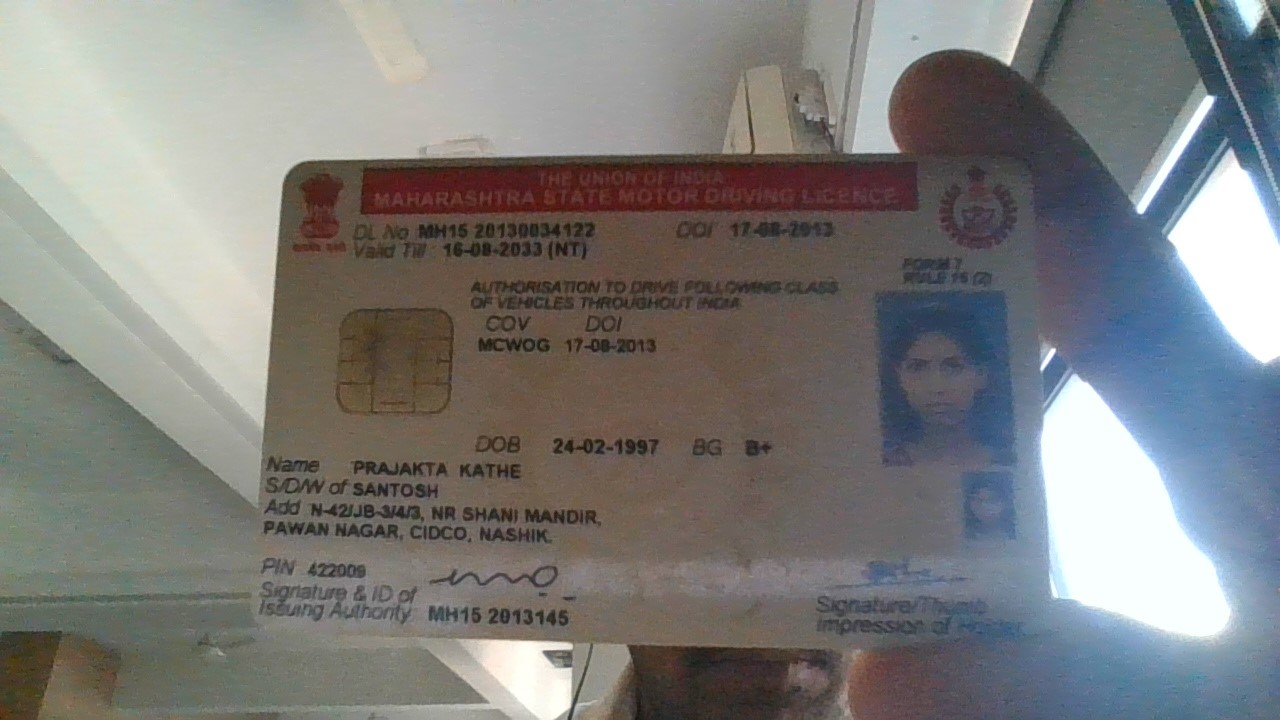 THE UNION OF INDIA
MAHARASHTRA STATE MOTOR DRIVING LICENCE
DL No MH15 20130034122 DOI 17-08-2013
Valid Till 16-08-2033 (NT)
FORM 7
RULE 16 (2)
AUTHORISATION TO DRIVE FOLLOWING CLASS
OF VEHICLES THROUGHOUT INDIA
COV DOI
MCWOG 17-08-2013
DOB 24-02-1997 BG B+
Name PRAJAKTA KATHE
S/D/W of SANTOSH
Add N-42/JB-3/4/3, NR SHANI MANDIR,
PAWAN NAGAR, CIDCO, NASHIK.
PIN 422009
Signature & ID of
Issuing Authority MH15 2013145
Signature/Thumb
Impression of Holder